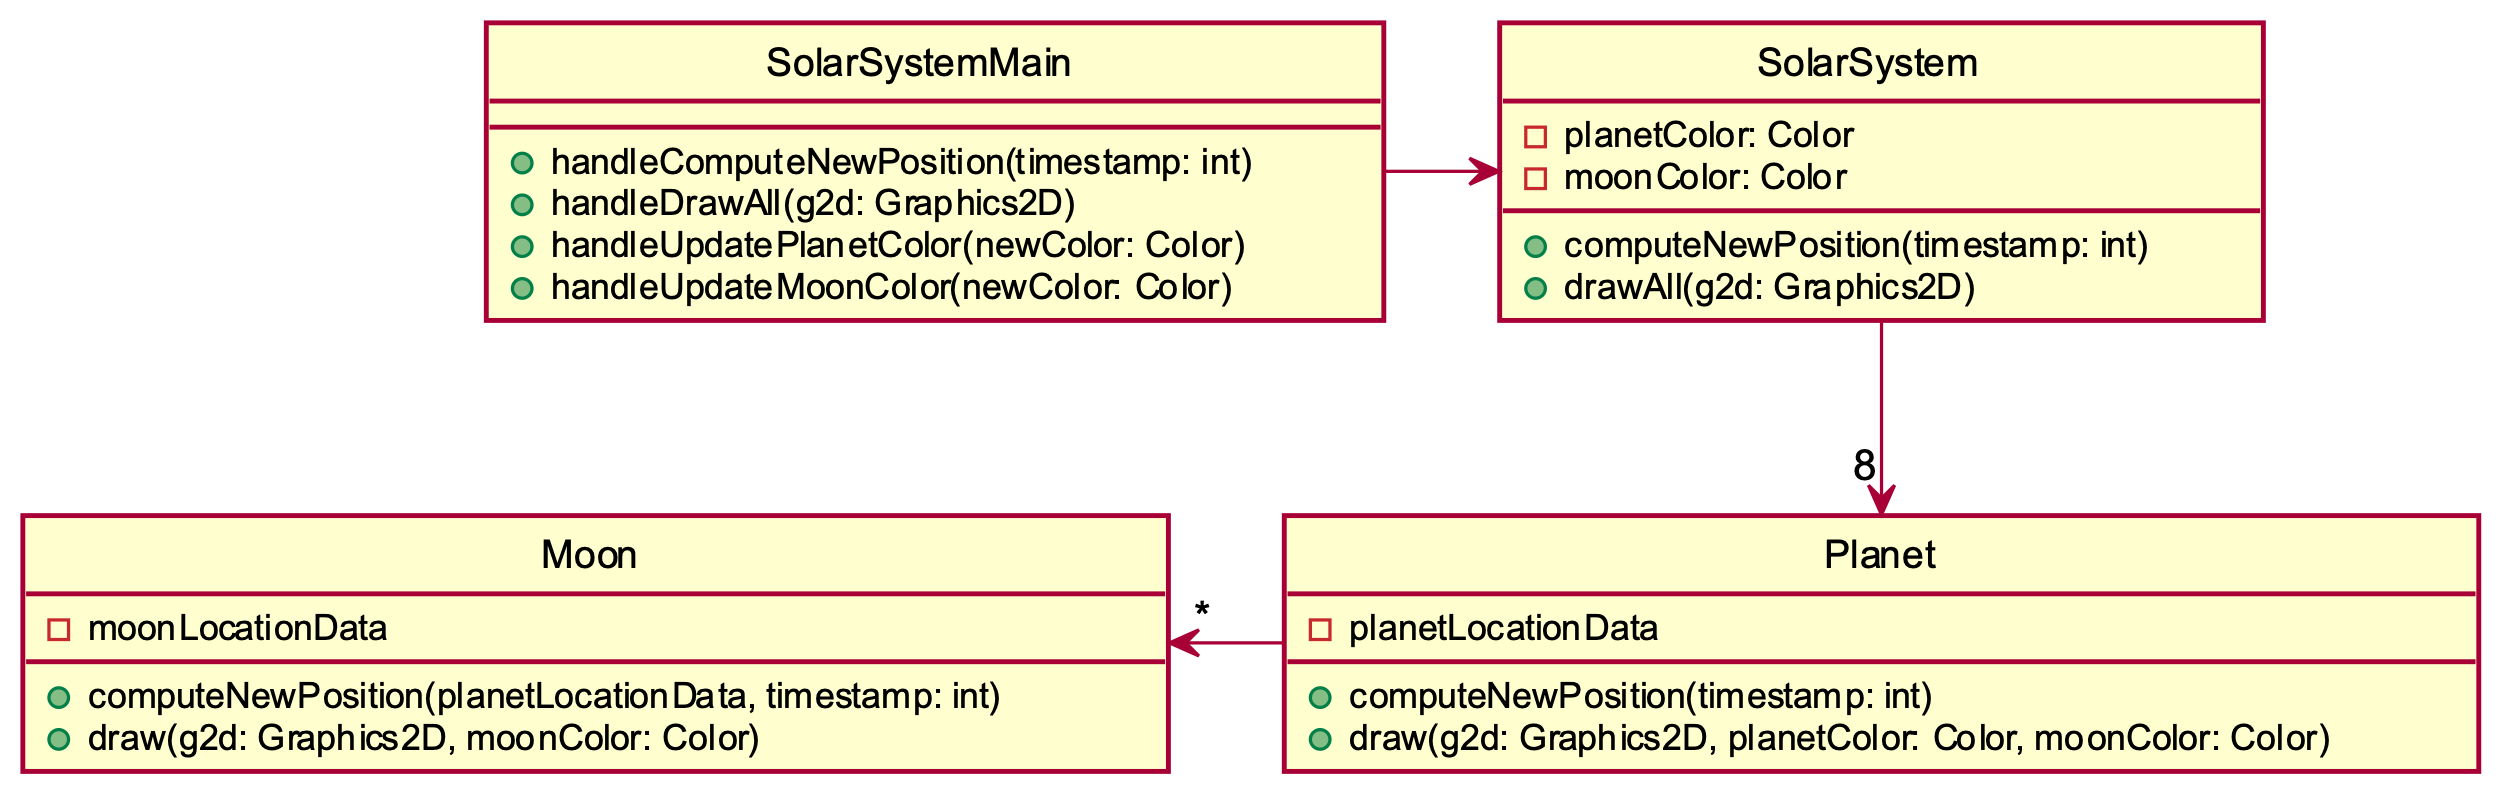 SolarSystemMain
handleComputeNewPosition(timestamp: int)
handleDrawAll(g2d: Graphics2D)
handleUpdatePlanetColor(newColor: Color)
handleUpdateMoonColor(newColor: Color)
SolarSystem
planetColor: Color
moonColor: Color
computeNewPosition(timestamp: int)
drawAll(g2d: Graphics2D)
8
Moon
moonLocationData
computeNewPosition(planetLocationData, timestamp: int)
draw(g2d: Graphics2D, moonColor: Color)
*
Planet
planetLocationData
computeNewPosition(timestamp: int)
draw(g2d: Graphics2D, planetColor: Color, moonColor: Color)